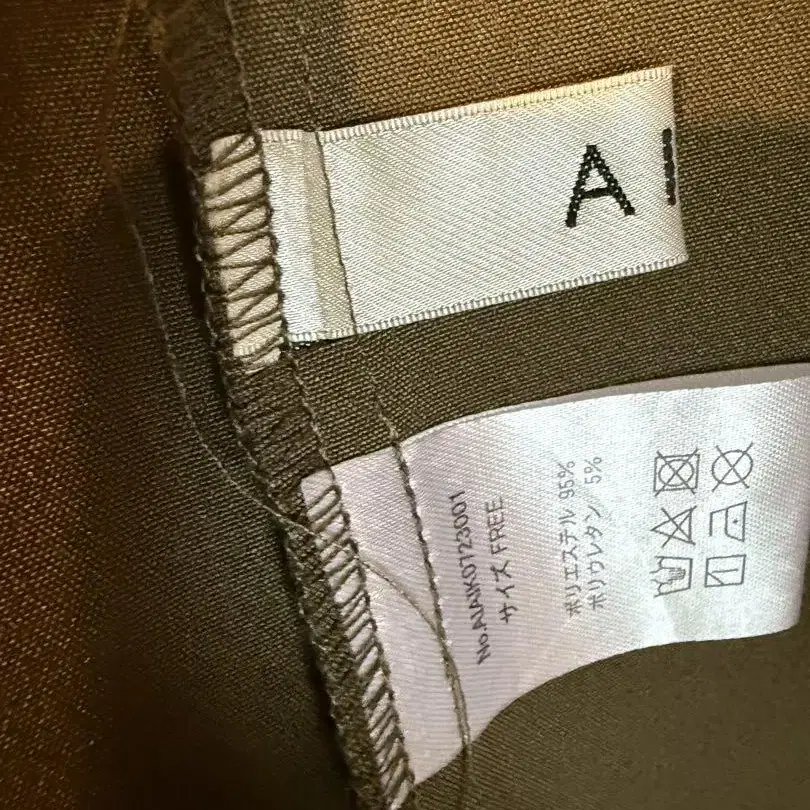 A I
No.AIAIK0723001
サイズ FREE
ポリエステル 95%
ポリウレタン 5%